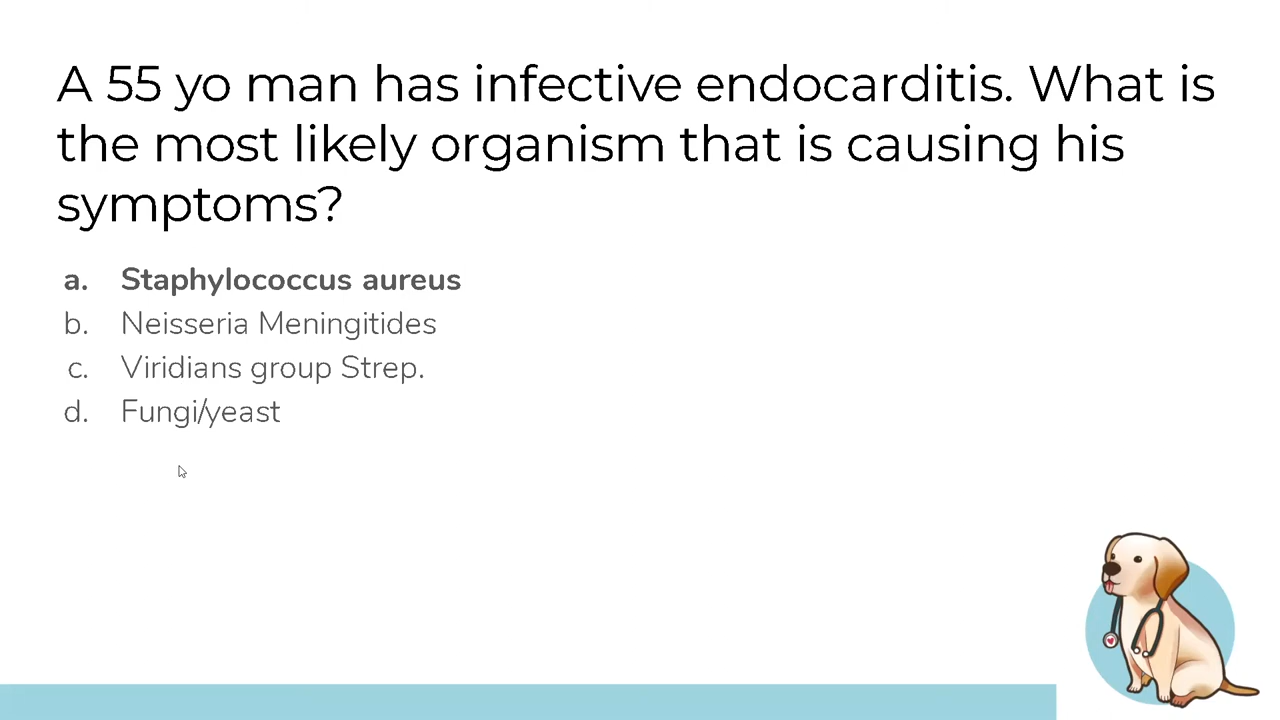 A 55 yo man has infective endocarditis. What is
the most likely organism that is causing his
symptoms?
a. Staphylococcus aureus
b. Neisseria Meningitides
c. Viridians group Strep.
d. Fungi/yeast